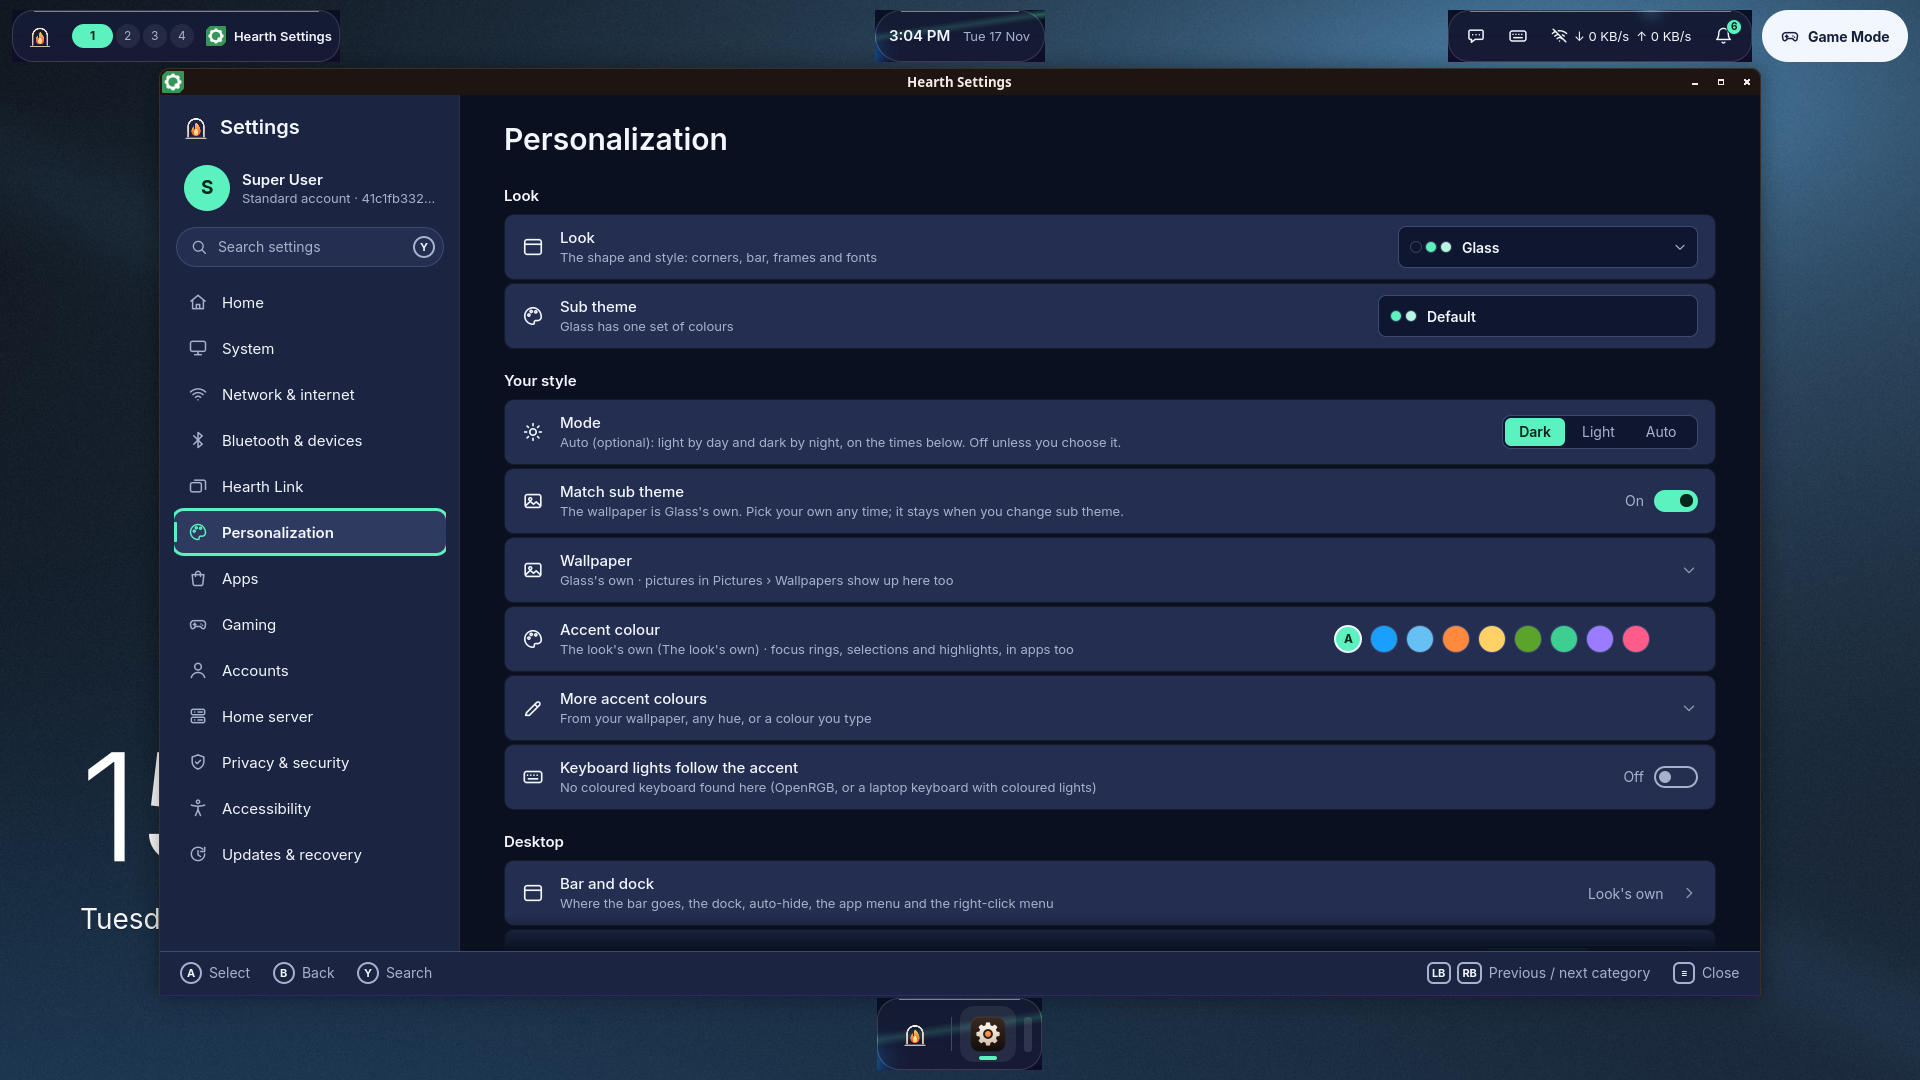 1 2 3 4 Hearth Settings
3:04 PM Tue 17 Nov
↓ 0 KB/s ↑ 0 KB/s
6
Game Mode
Hearth Settings
Settings
S
Super User
Standard account · 41c1fb332...
Search settings
Y
Home
System
Network & internet
Bluetooth & devices
Hearth Link
Personalization
Apps
Gaming
Accounts
Home server
Privacy & security
Accessibility
Updates & recovery
Personalization
Look
Look
The shape and style: corners, bar, frames and fonts
Glass
Sub theme
Glass has one set of colours
Default
Your style
Mode
Auto (optional): light by day and dark by night, on the times below. Off unless you choose it.
Dark Light Auto
Match sub theme
The wallpaper is Glass's own. Pick your own any time; it stays when you change sub theme.
On
Wallpaper
Glass's own · pictures in Pictures › Wallpapers show up here too
Accent colour
The look's own (The look's own) · focus rings, selections and highlights, in apps too
A
More accent colours
From your wallpaper, any hue, or a colour you type
Keyboard lights follow the accent
No coloured keyboard found here (OpenRGB, or a laptop keyboard with coloured lights)
Off
Desktop
Bar and dock
Where the bar goes, the dock, auto-hide, the app menu and the right-click menu
Look's own
15
Tuesd
A Select B Back Y Search
LB RB Previous / next category ≡ Close